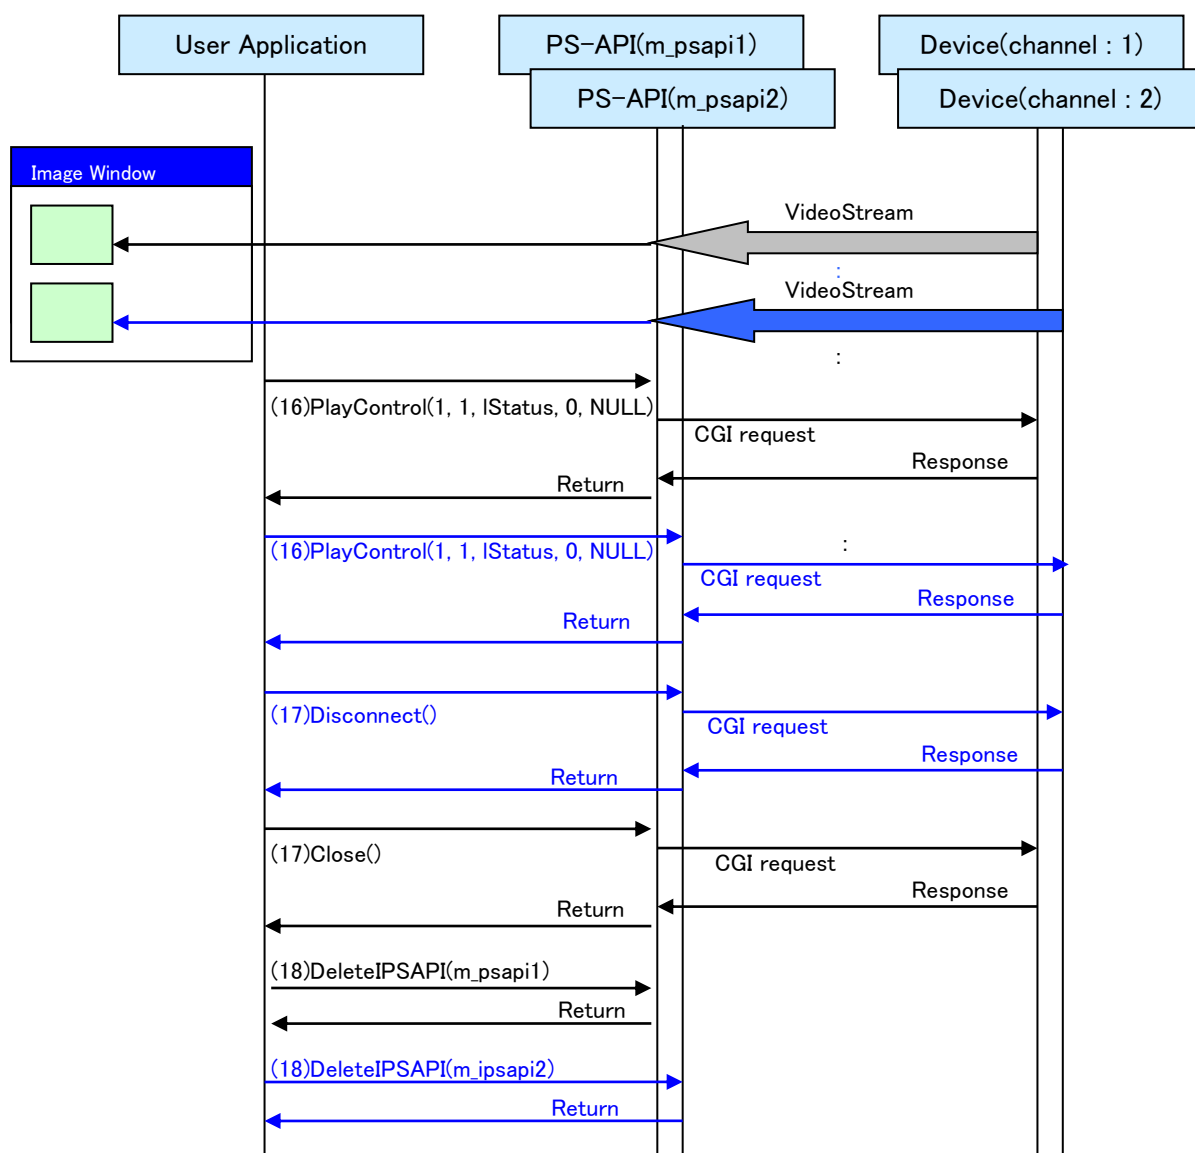 User Application
PS-API(m_psapi1)
Device(channel : 1)
PS-API(m_psapi2)
Device(channel : 2)
Image Window
VideoStream
:
VideoStream
:
(16)PlayControl(1, 1, lStatus, 0, NULL)
CGI request
Response
Return
(16)PlayControl(1, 1, lStatus, 0, NULL)
:
CGI request
Response
Return
(17)Disconnect()
CGI request
Response
Return
(17)Close()
CGI request
Response
Return
(18)DeleteIPSAPI(m_psapi1)
Return
(18)DeleteIPSAPI(m_ipsapi2)
Return